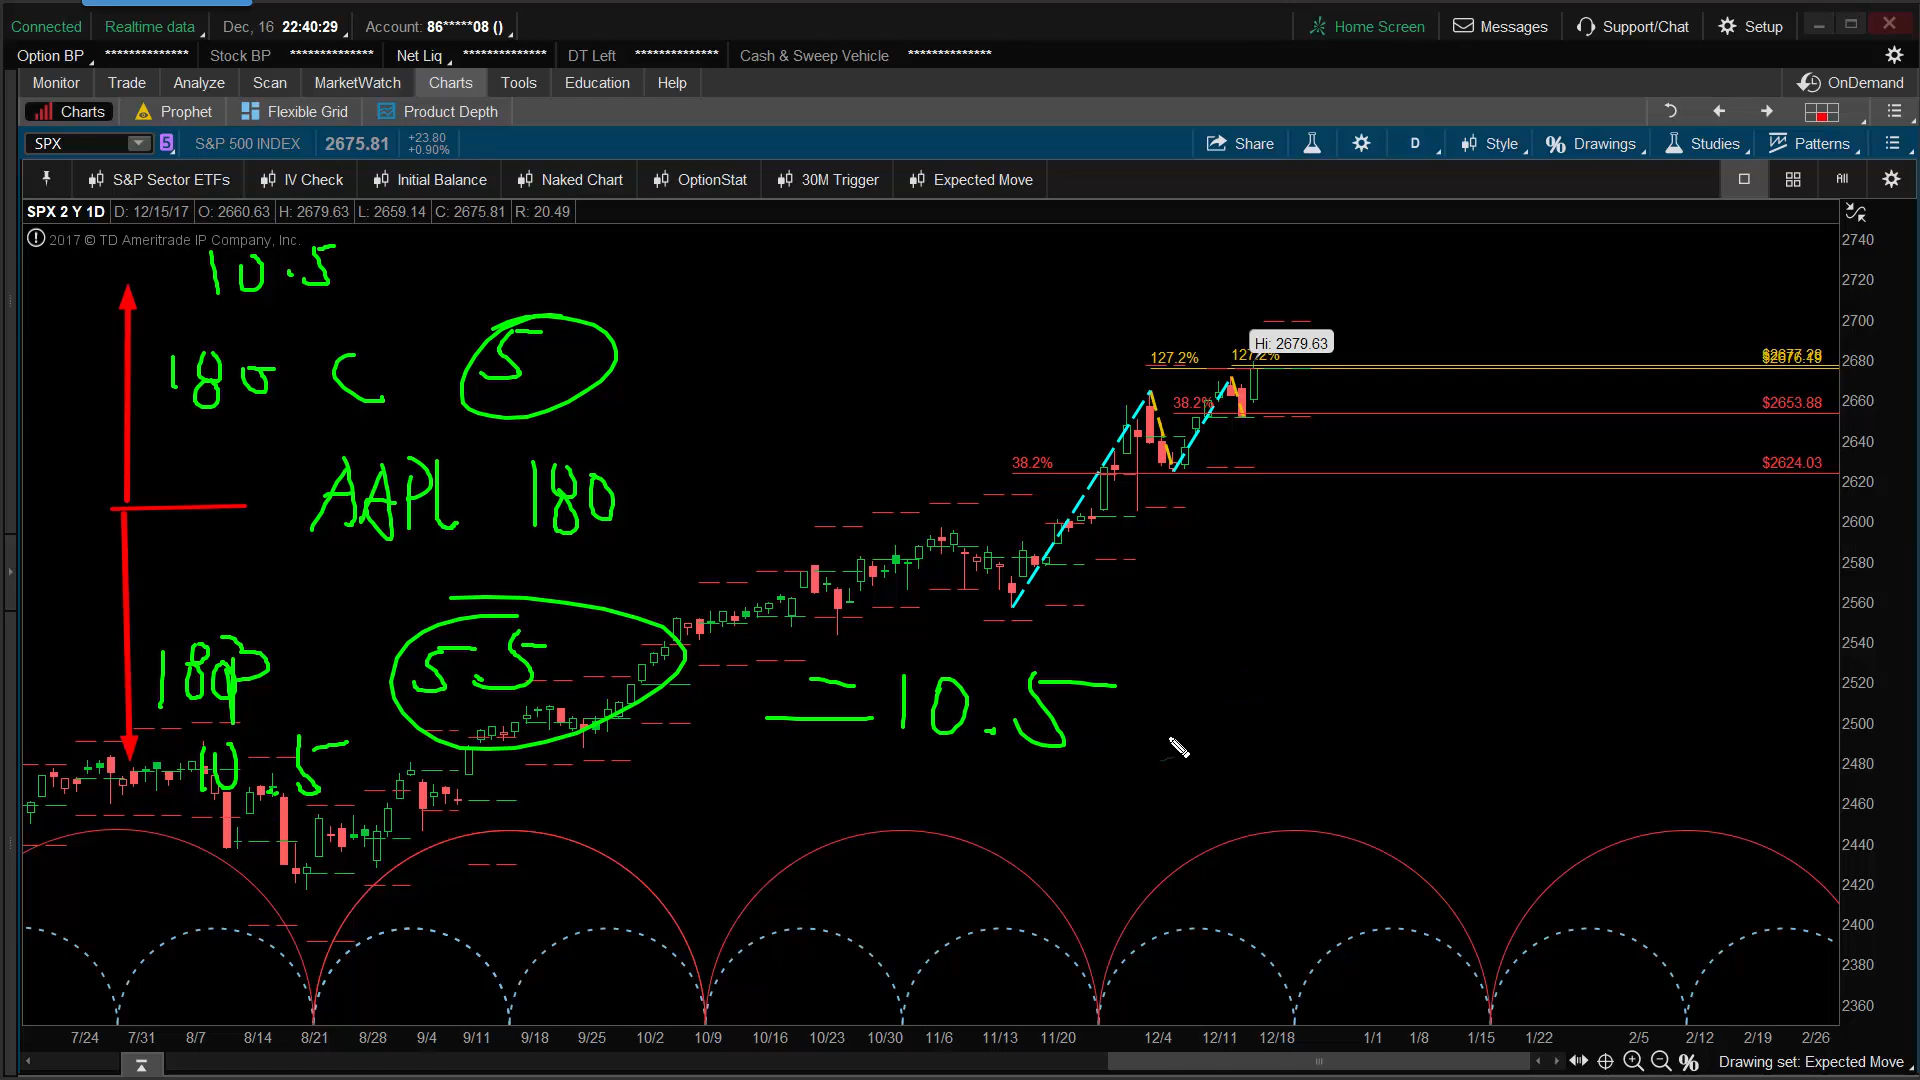 Connected Realtime data Dec, 16 22:40:29 Account: 86*****08 () Home Screen Messages Support/Chat Setup
Option BP ************** Stock BP ************** Net Liq ************** DT Left ************** Cash & Sweep Vehicle **************
Monitor Trade Analyze Scan MarketWatch Charts Tools Education Help OnDemand
Charts Prophet Flexible Grid Product Depth
SPX 5 S&P 500 INDEX 2675.81 +23.80 +0.90% Share D Style Drawings Studies Patterns
S&P Sector ETFs IV Check Initial Balance Naked Chart OptionStat 30M Trigger Expected Move All
SPX 2 Y 1D D: 12/15/17 O: 2660.63 H: 2679.63 L: 2659.14 C: 2675.81 R: 20.49
2017 © TD Ameritrade IP Company, Inc.
2740
10.5
2720
2700
Hi: 2679.63
127.2% 127.2% $2677.28 $2676.19
2680
180 C 5
2660
38.2% $2653.88
2640
38.2% $2624.03
2620
AAPL 180
2600
2580
2560
2540
180P 5.5
2520
= 10.5
2500
10.5
2480
2460
2440
2420
2400
2380
2360
7/24 7/31 8/7 8/14 8/21 8/28 9/4 9/11 9/18 9/25 10/2 10/9 10/16 10/23 10/30 11/6 11/13 11/20 12/4 12/11 12/18 1/1 1/8 1/15 1/22 2/5 2/12 2/19 2/26
Drawing set: Expected Move